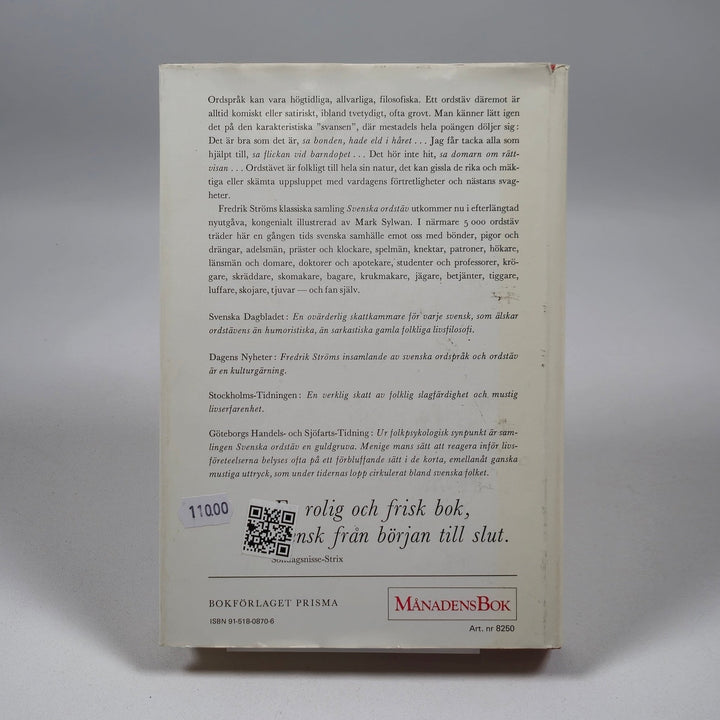 Ordspråk kan vara högtidliga, allvarliga, filosofiska. Ett ordstäv däremot är
alltid komiskt eller satiriskt, ibland tvetydigt, ofta grovt. Man känner lätt igen
det på den karakteristiska ”svansen”, där mestadels hela poängen döljer sig:
Det är bra som det är, sa bonden, hade eld i håret . . . Jag får tacka alla som
hjälpt till, sa flickan vid barndopet . . . Det hör inte hit, sa domarn om rätt-
visan . . . Ordstävet är folkligt till hela sin natur, det kan gissla de rika och mäk-
tiga eller skämta uppsluppet med vardagens förtretligheter och nästans svag-
heter.
Fredrik Ströms klassiska samling Svenska ordstäv utkommer nu i efterlängtad
nyutgåva, kongenialt illustrerad av Mark Sylwan. I närmare 5 000 ordstäv
träder här en gången tids svenska samhälle emot oss med bönder, pigor och
drängar, adelsmän, präster och klockare, spelmän, knektar, patroner, hökare,
länsmän och domare, doktorer och apotekare, studenter och professorer, krö-
gare, skräddare, skomakare, bagare, krukmakare, jägare, betjänter, tiggare,
luffare, skojare, tjuvar — och fan själv.
Svenska Dagbladet: En ovärderlig skattkammare för varje svensk, som älskar
ordstävens än humoristiska, än sarkastiska gamla folkliga livsfilosofi.
Dagens Nyheter: Fredrik Ströms insamlande av svenska ordspråk och ordstäv
är en kulturgärning.
Stockholms-Tidningen: En verklig skatt av folklig slagfärdighet och mustig
livserfarenhet.
Göteborgs Handels- och Sjöfarts-Tidning: Ur folkpsykologisk synpunkt är sam-
lingen Svenska ordstäv en guldgruva. Menige mans sätt att reagera inför livs-
företeelserna belyses ofta på ett förbluffande sätt i de korta, emellanåt ganska
mustiga uttryck, som under tidernas lopp cirkulerat bland svenska folket.
110.00
rolig och frisk bok,
från början till slut.
Söndagsnisse-Strix
BOKFÖRLAGET PRISMA
MÅNADENSBOK
ISBN 91-518-0870-6
Art. nr 8250